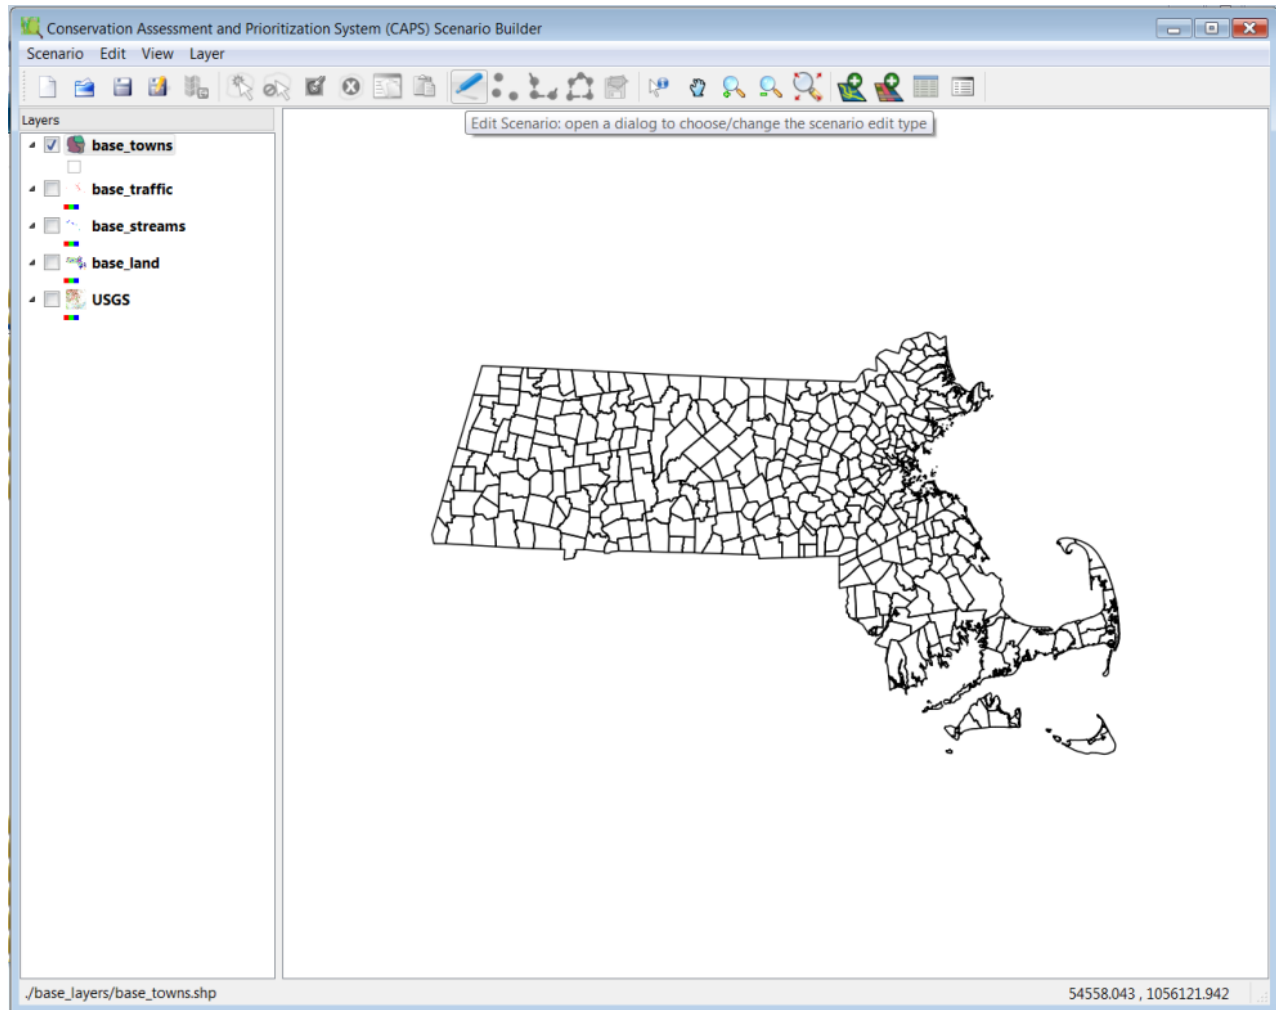 Conservation Assessment and Prioritization System (CAPS) Scenario Builder
Scenario Edit View Layer
Layers
Edit Scenario: open a dialog to choose/change the scenario edit type
base_towns
base_traffic
base_streams
base_land
USGS
./base_layers/base_towns.shp
54558.043 , 1056121.942